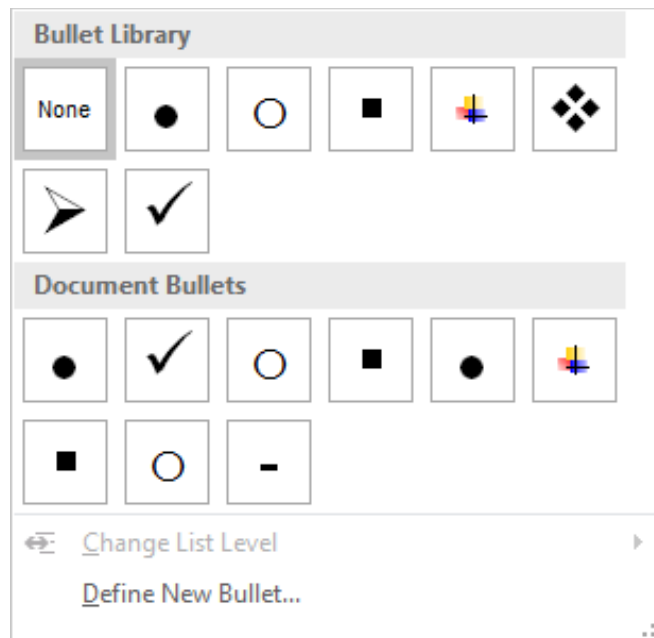 Bullet Library
None
Document Bullets
Change List Level
Define New Bullet...